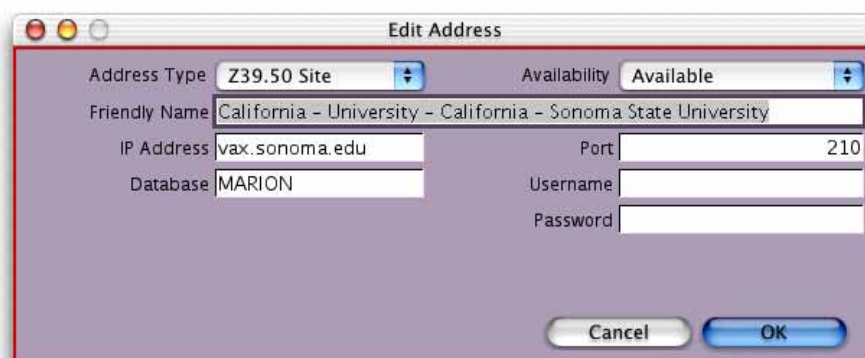 Edit Address
Address Type Z39.50 Site Availability Available
Friendly Name California – University – California – Sonoma State University
IP Address vax.sonoma.edu Port 210
Database MARION Username
Password
Cancel OK